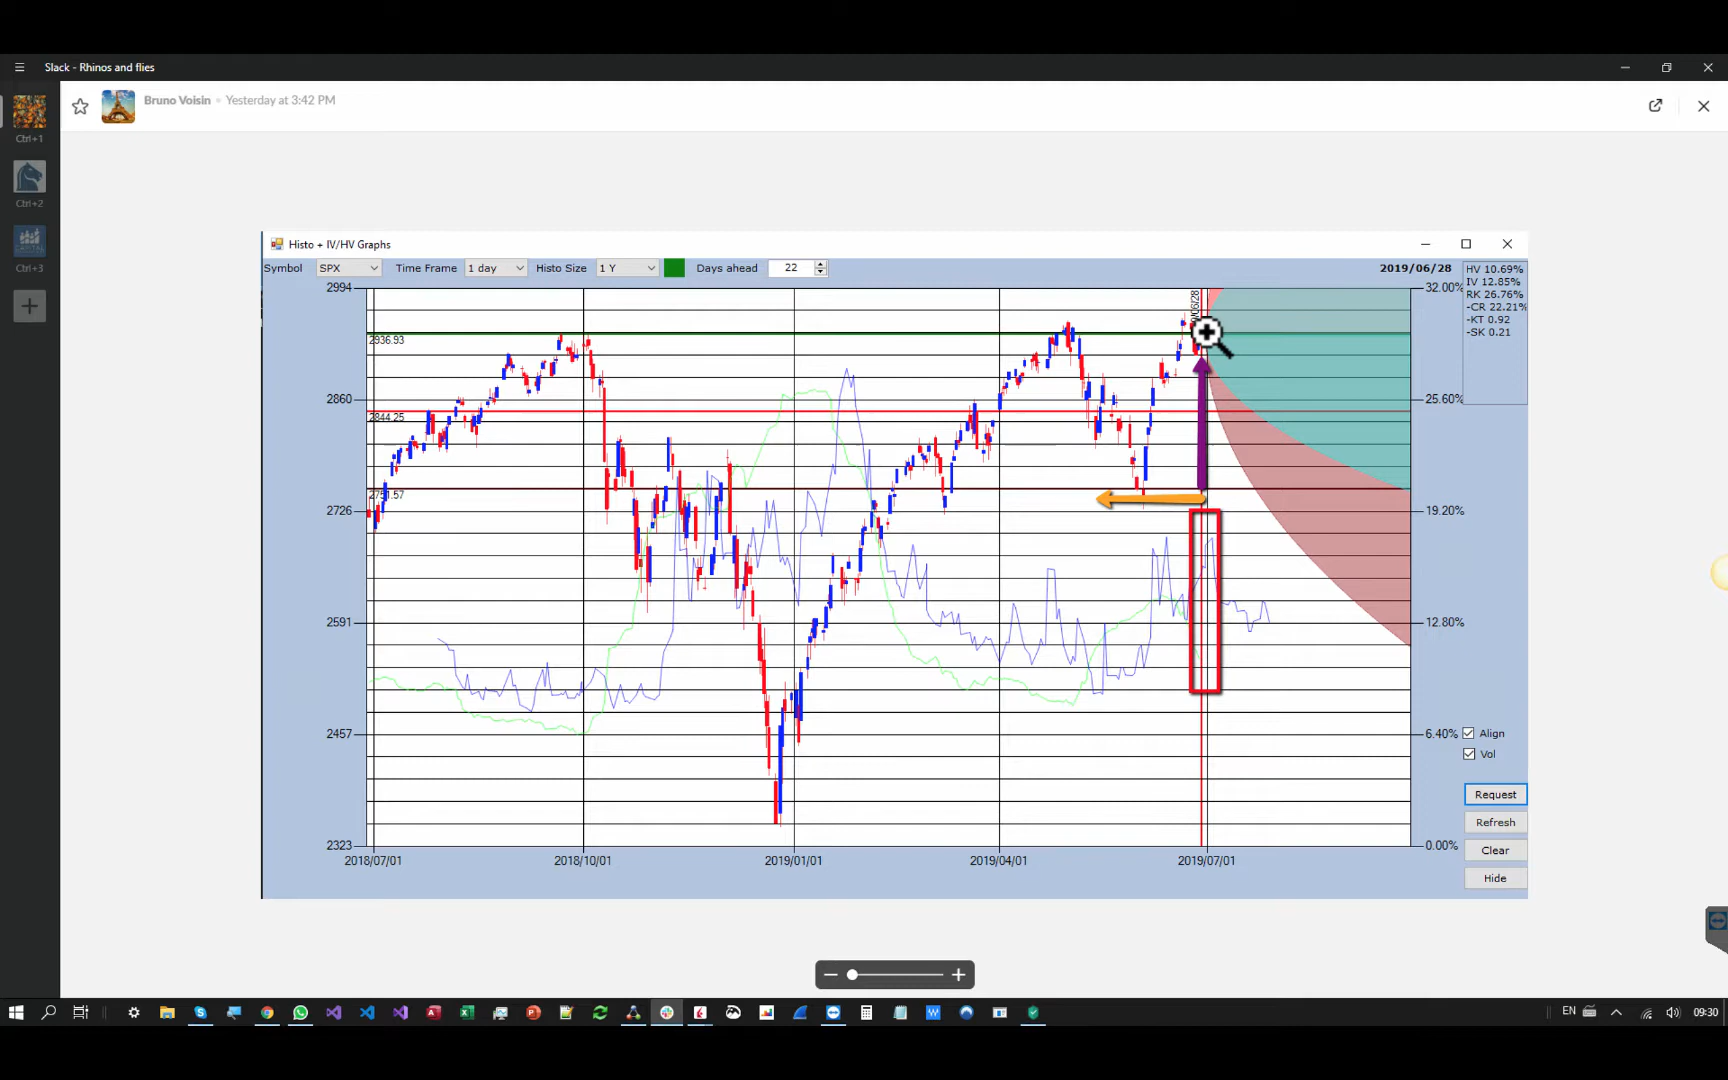 Slack - Rhinos and flies
Bruno Voisin
Yesterday at 3:42 PM
Ctrl+1
Ctrl+2
Ctrl+3
Histo + IV/HV Graphs
Symbol SPX Time Frame 1 day Histo Size 1 Y Days ahead 22
2019/06/28
HV 10.69%
IV 12.85%
RK 26.76%
-CR 22.21%
-KT 0.92
-SK 0.21
2994
2860
2726
2591
2457
2323
2936.93
2844.25
2751.57
32.00%
25.60%
19.20%
12.80%
6.40%
0.00%
2018/07/01
2018/10/01
2019/01/01
2019/04/01
2019/07/01
Align
Vol
Request
Refresh
Clear
Hide
EN
09:30